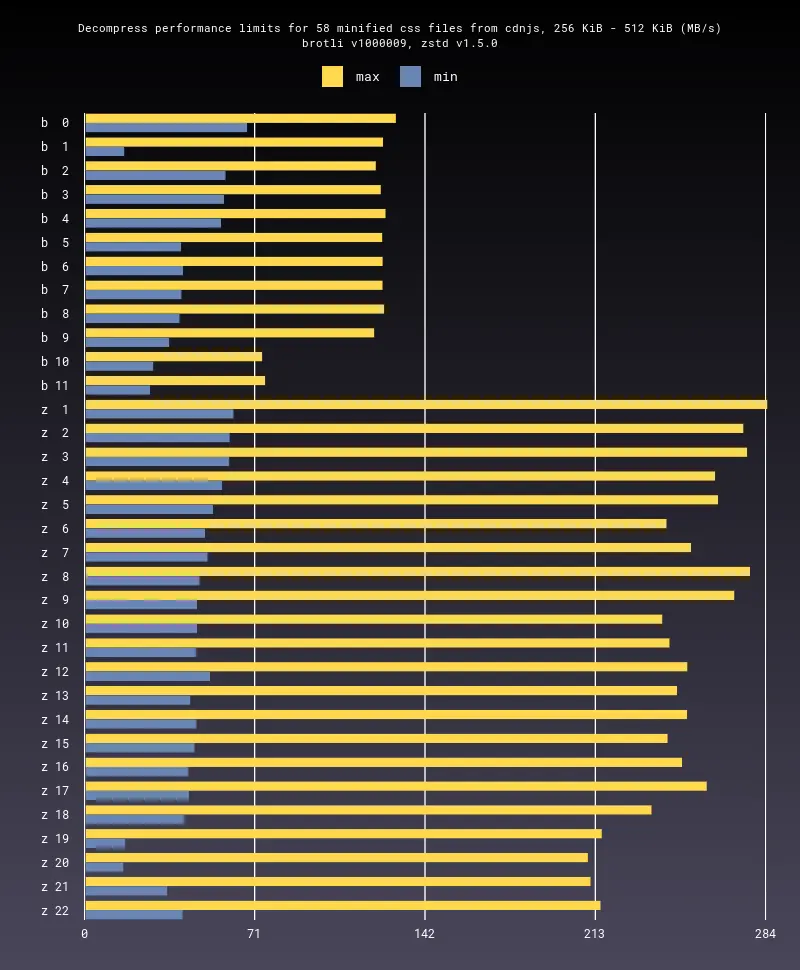 Decompress performance limits for 58 minified css files from cdnjs, 256 KiB - 512 KiB (MB/s)
brotli v1000009, zstd v1.5.0
max min
b 0
b 1
b 2
b 3
b 4
b 5
b 6
b 7
b 8
b 9
b 10
b 11
z 1
z 2
z 3
z 4
z 5
z 6
z 7
z 8
z 9
z 10
z 11
z 12
z 13
z 14
z 15
z 16
z 17
z 18
z 19
z 20
z 21
z 22
0 71 142 213 284